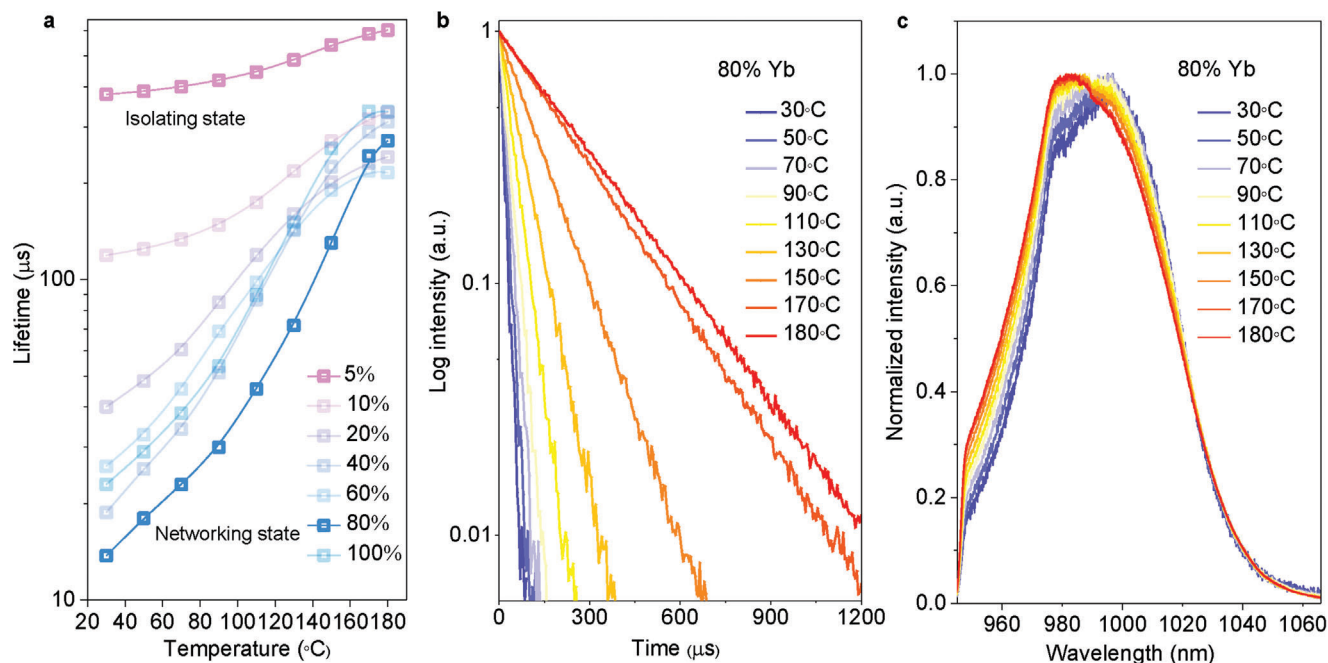 a
Isolating state
Networking state
5%
10%
20%
40%
60%
80%
100%
100
10
20 40 60 80 100 120 140 160 180
Lifetime (μs)
Temperature (◦C)
b
80% Yb
30◦C
50◦C
70◦C
90◦C
110◦C
130◦C
150◦C
170◦C
180◦C
1
0.1
0.01
0 300 600 900 1200
Log intensity (a.u.)
Time (μs)
c
80% Yb
30◦C
50◦C
70◦C
90◦C
110◦C
130◦C
150◦C
170◦C
180◦C
1.0
0.8
0.6
0.4
0.2
0.0
960 980 1000 1020 1040 1060
Normalized intensity (a.u.)
Wavelength (nm)